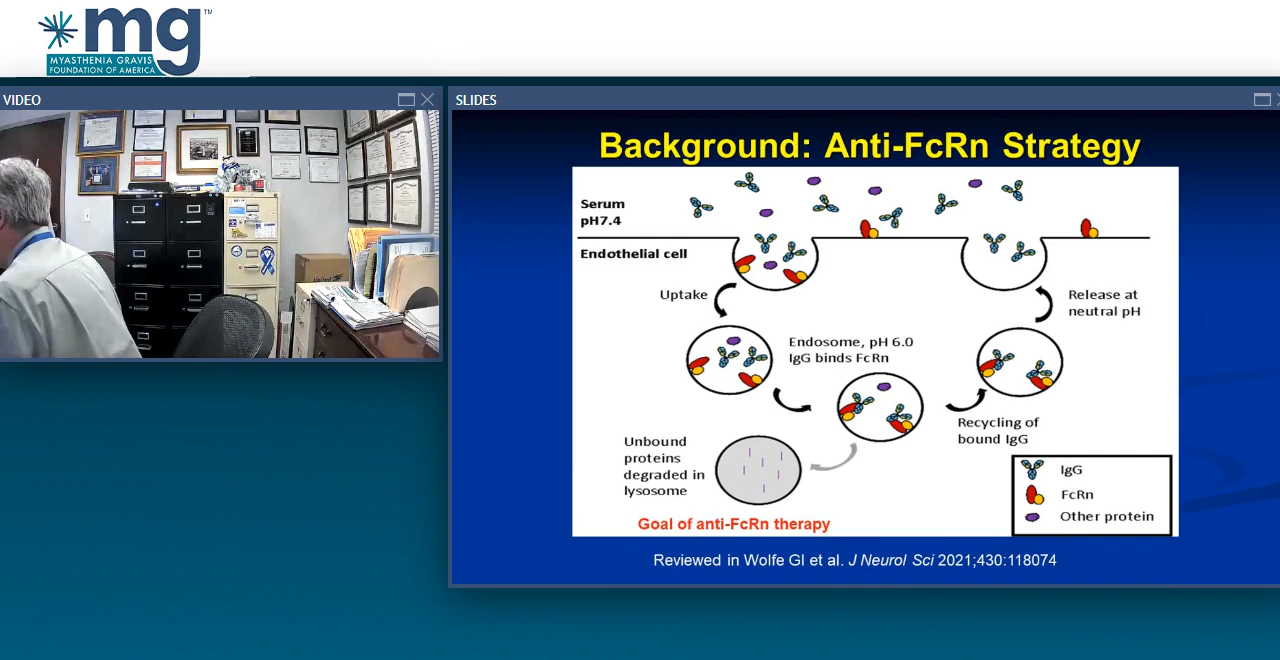 mg™
MYASTHENIA GRAVIS
FOUNDATION OF AMERICA
VIDEO
SLIDES
Background: Anti-FcRn Strategy
Serum
pH7.4
Endothelial cell
Uptake
Release at
neutral pH
Endosome, pH 6.0
IgG binds FcRn
Recycling of
bound IgG
Unbound
proteins
degraded in
lysosome
Goal of anti-FcRn therapy
IgG
FcRn
Other protein
Reviewed in Wolfe GI et al. J Neurol Sci 2021;430:118074